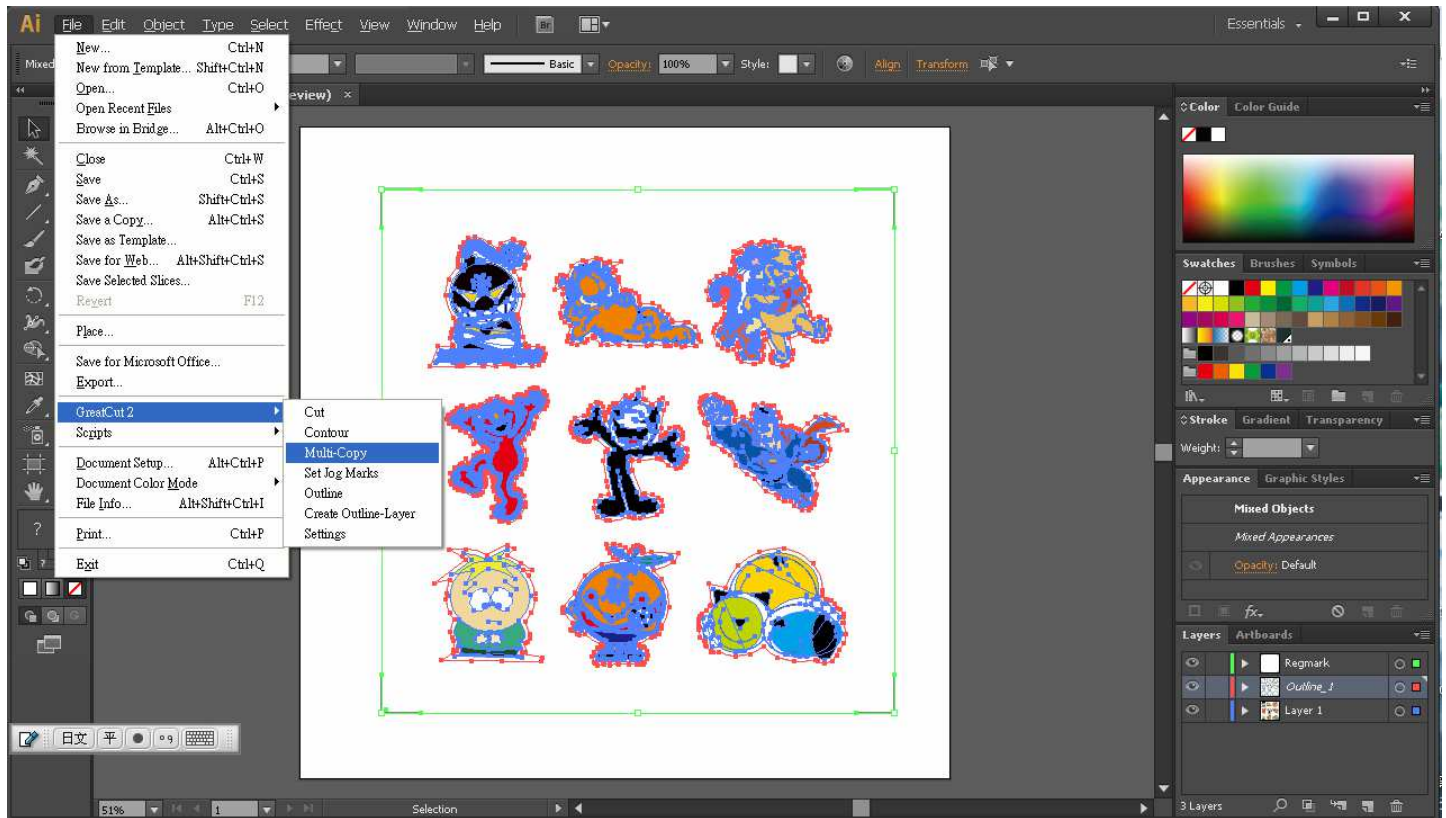 Ai File Edit Object Type Select Effect View Window Help Br Essentials
Mixed Basic Opacity: 100% Style: Align Transform
eview) ×
New... Ctrl+N
New from Template... Shift+Ctrl+N
Open... Ctrl+O
Open Recent Files
Browse in Bridge... Alt+Ctrl+O
Close Ctrl+W
Save Ctrl+S
Save As... Shift+Ctrl+S
Save a Copy... Alt+Ctrl+S
Save as Template...
Save for Web... Alt+Shift+Ctrl+S
Save Selected Slices...
Revert F12
Place...
Save for Microsoft Office...
Export...
GreatCut 2
Scripts
Document Setup... Alt+Ctrl+P
Document Color Mode
File Info... Alt+Shift+Ctrl+I
Print... Ctrl+P
Exit Ctrl+Q
Cut
Contour
Multi-Copy
Set Jog Marks
Outline
Create Outline-Layer
Settings
Color Color Guide
Swatches Brushes Symbols
Stroke Gradient Transparency
Weight:
Appearance Graphic Styles
Mixed Objects
Mixed Appearances
Opacity: Default
fx
Layers Artboards
Regmark
Outline_1
Layer 1
3 Layers
日文 平
51% 1 Selection